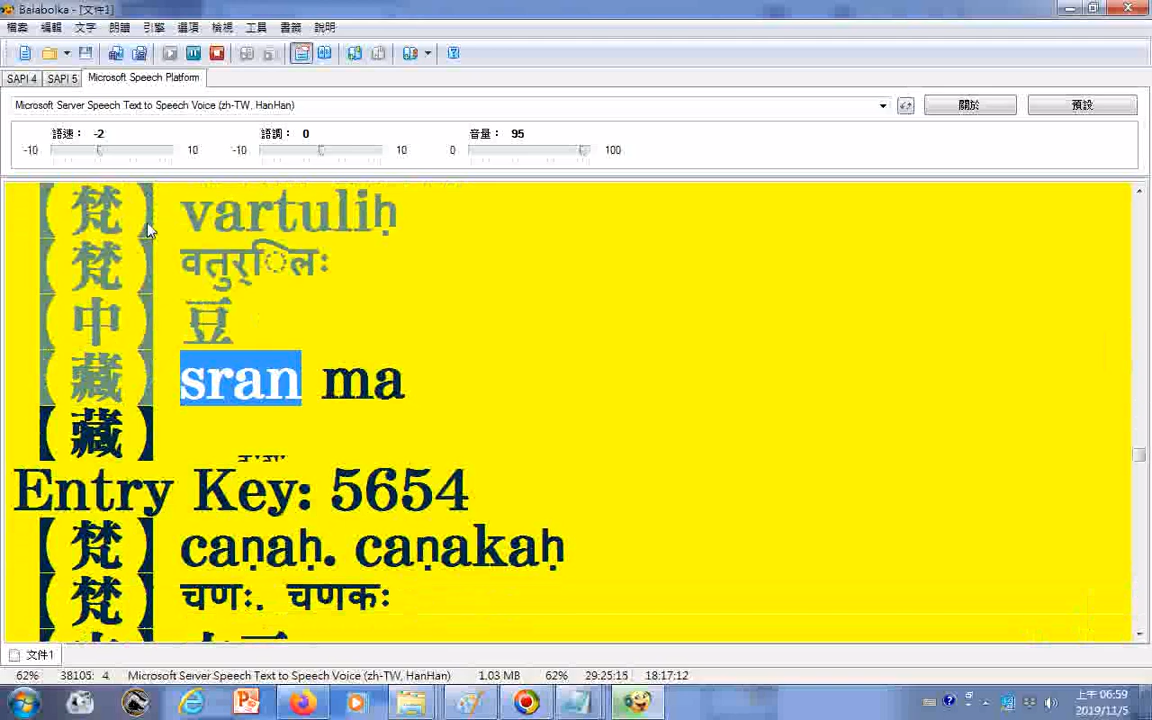 Balabolka - [文件1]
檔案 編輯 文字 朗讀 引擎 選項 檢視 工具 書籤 說明
SAPI 4 SAPI 5 Microsoft Speech Platform
Microsoft Server Speech Text to Speech Voice (zh-TW, HanHan) 關於 預設
語速： -2 語調： 0 音量： 95
-10 10 -10 10 0 100
【梵】 vartuliḥ
【梵】 वतुर्िलः
【中】 豆
【藏】 sran ma
【藏】
Entry Key: 5654
【梵】 caṇaḥ. caṇakaḥ
【梵】 चणः. चणकः
文件1
62% 38105: 4 Microsoft Server Speech Text to Speech Voice (zh-TW, HanHan) 1.03 MB 62% 29:25:15 18:17:12
上午 06:59
2019/11/5